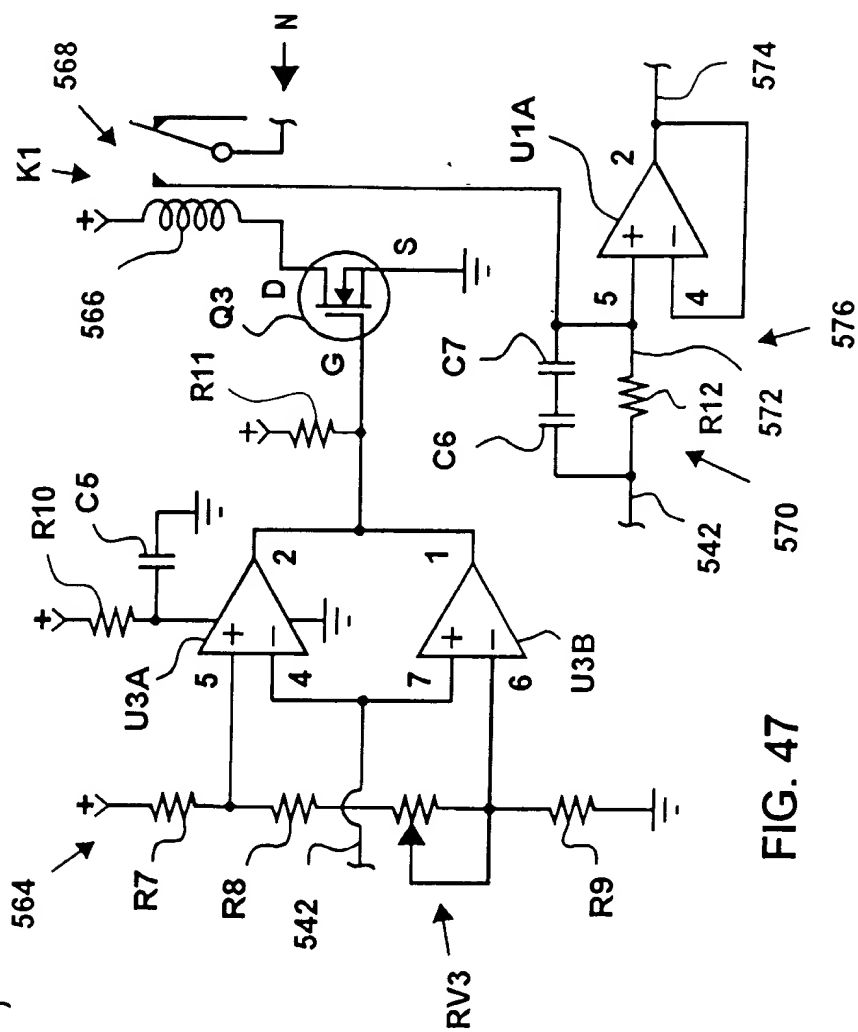 K1
568
N
+
566
D
Q3
S
G
R11
+
R10
C5
+
U3A
5
+
4
−
2
C7
C6
U1A
5
+
4
−
2
574
R12
572
576
570
542
564
+
R7
R8
542
RV3
R9
7
+
6
−
1
U3B
FIG. 47